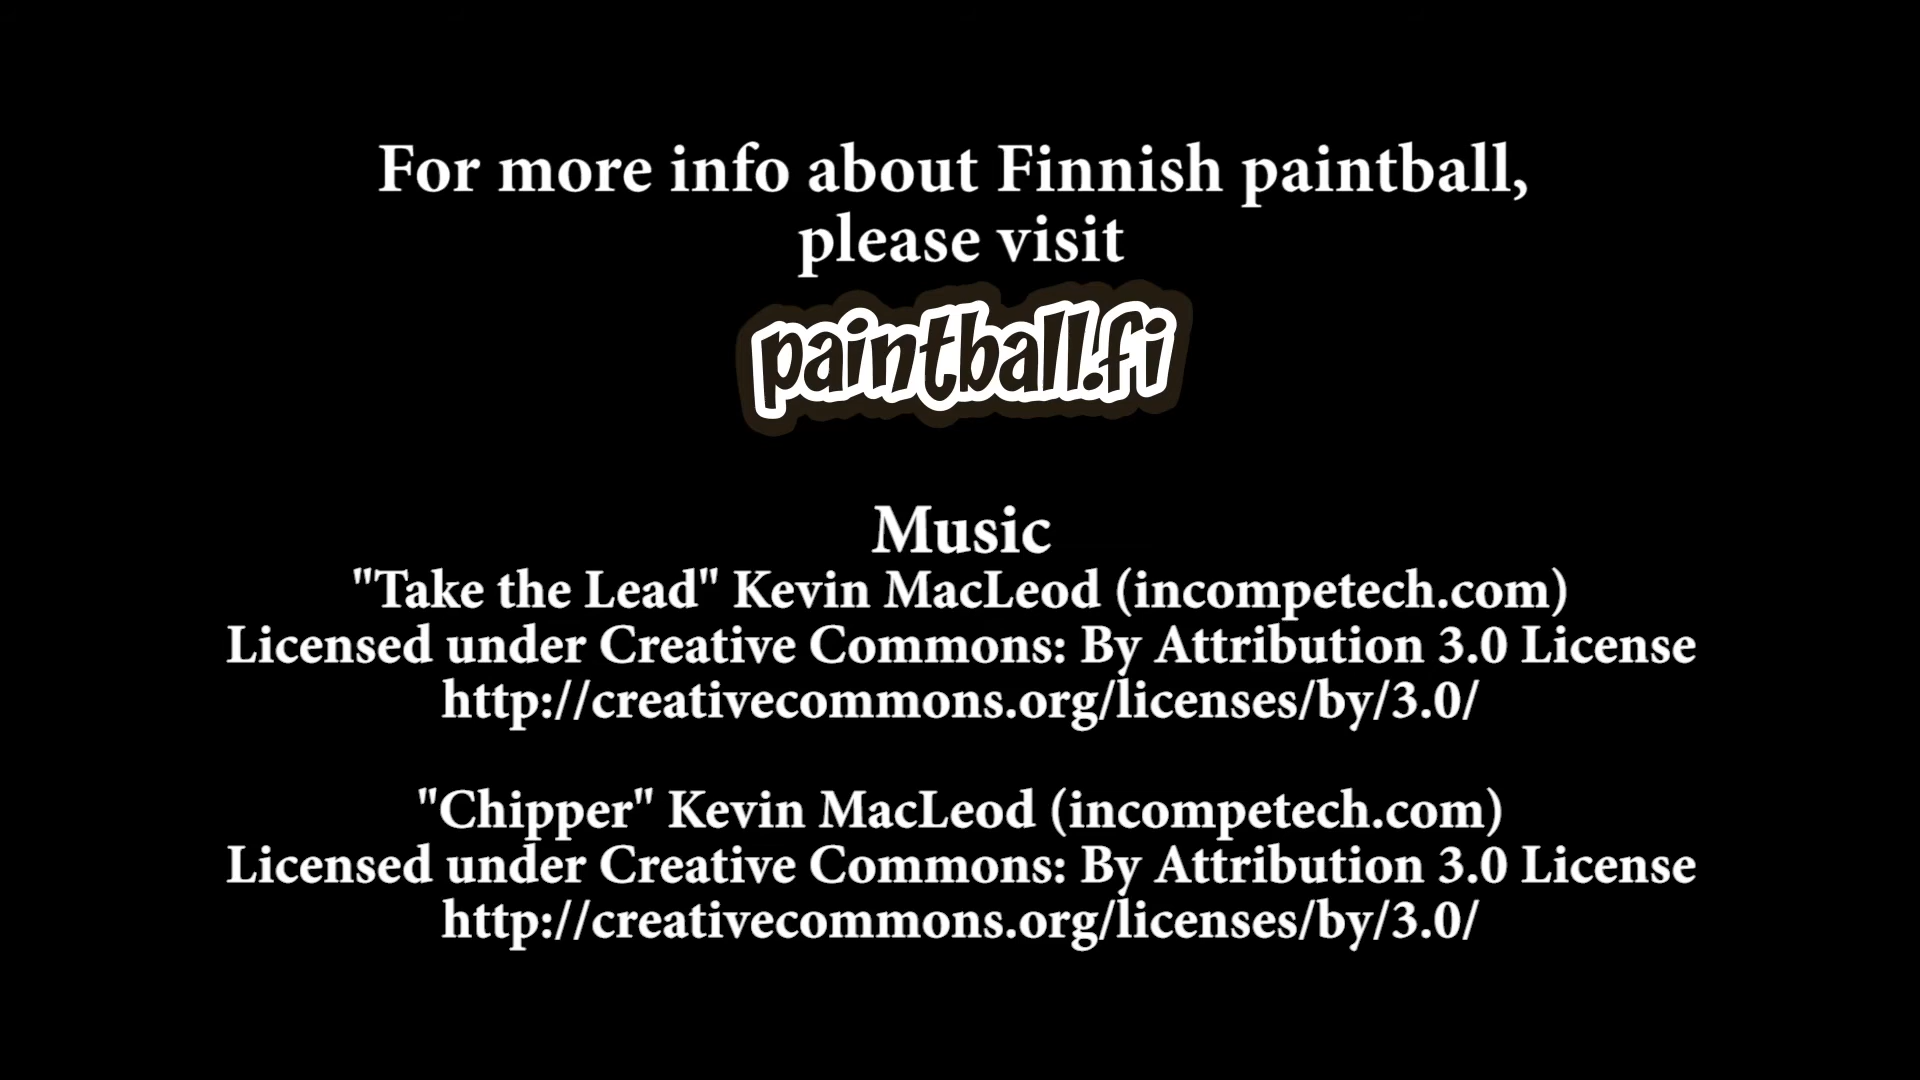 For more info about Finnish paintball,
please visit
paintball.fi
Music
"Take the Lead" Kevin MacLeod (incompetech.com)
Licensed under Creative Commons: By Attribution 3.0 License
http://creativecommons.org/licenses/by/3.0/
"Chipper" Kevin MacLeod (incompetech.com)
Licensed under Creative Commons: By Attribution 3.0 License
http://creativecommons.org/licenses/by/3.0/